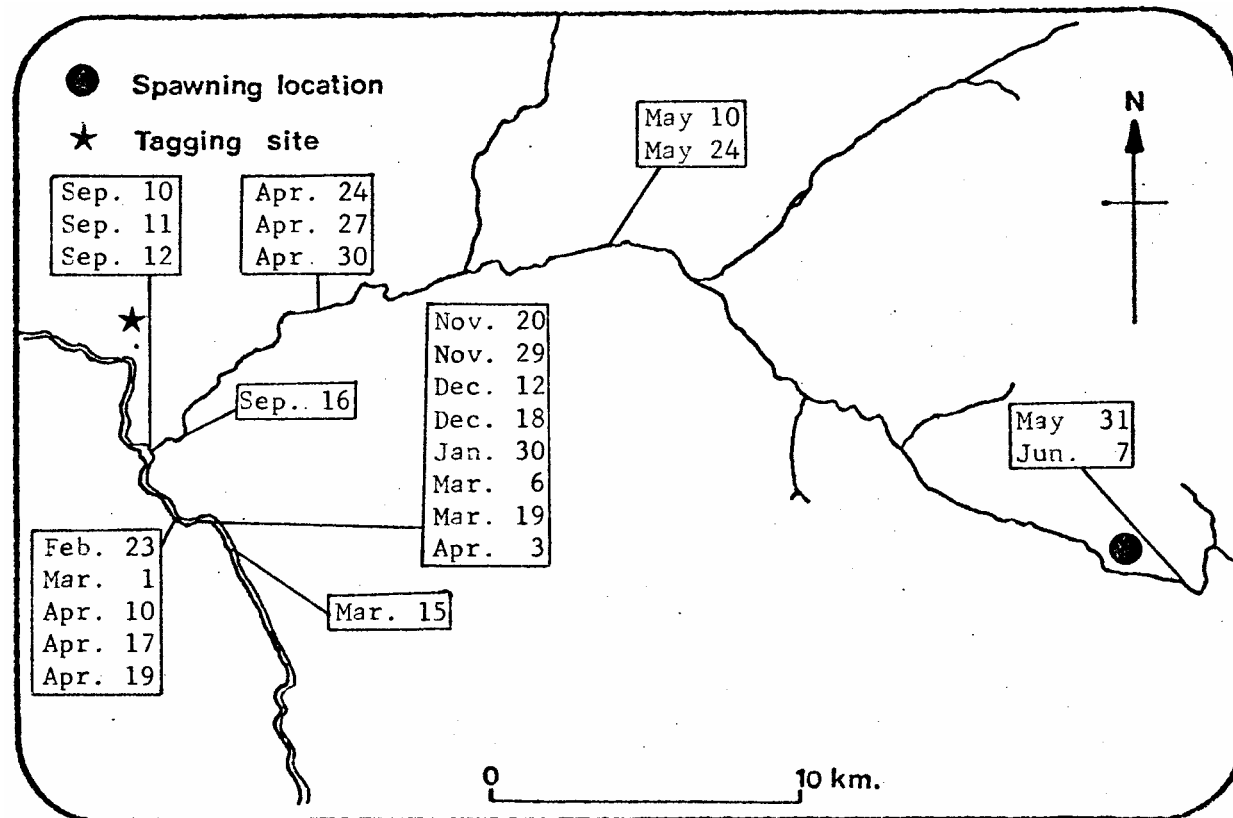 Spawning location
Tagging site
N
May 10
May 24
Sep. 10
Sep. 11
Sep. 12
Apr. 24
Apr. 27
Apr. 30
Nov. 20
Nov. 29
Dec. 12
Dec. 18
Jan. 30
Mar. 6
Mar. 19
Apr. 3
Sep. 16
May 31
Jun. 7
Feb. 23
Mar. 1
Apr. 10
Apr. 17
Apr. 19
Mar. 15
0 10 km.